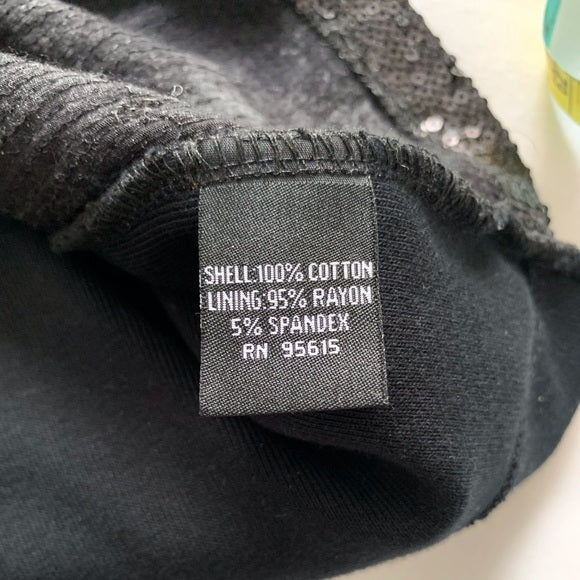 SHELL:100% COTTON
LINING:95% RAYON
5% SPANDEX
RN 95615